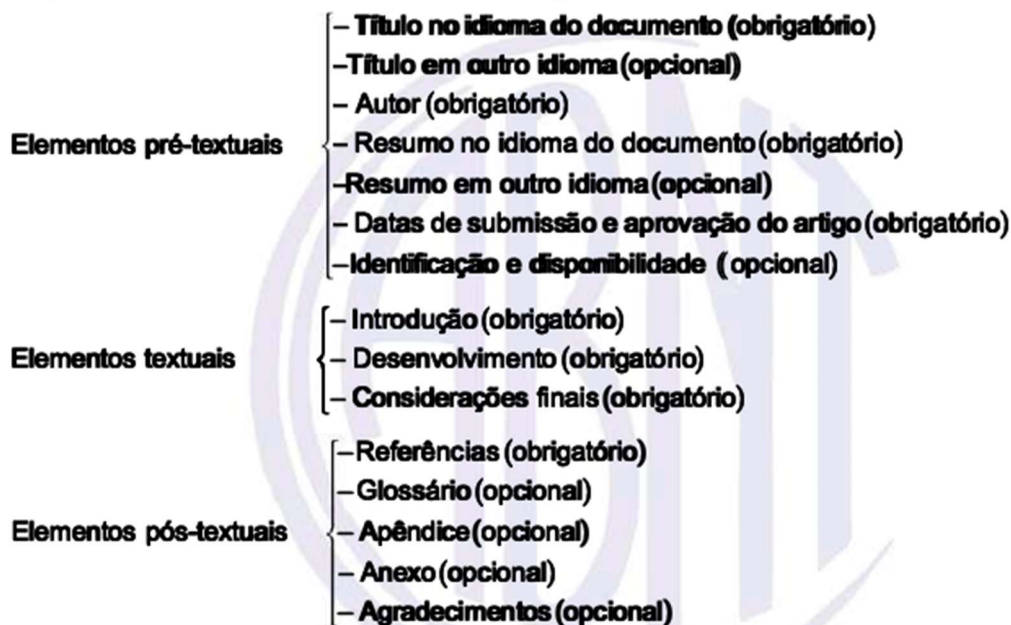 – Título no idioma do documento (obrigatório)
–Título em outro idioma (opcional)
– Autor (obrigatório)
Elementos pré-textuais – Resumo no idioma do documento (obrigatório)
–Resumo em outro idioma (opcional)
– Datas de submissão e aprovação do artigo (obrigatório)
–Identificação e disponibilidade (opcional)
– Introdução (obrigatório)
Elementos textuais – Desenvolvimento (obrigatório)
– Considerações finais (obrigatório)
–Referências (obrigatório)
–Glossário (opcional)
Elementos pós-textuais – Apêndice (opcional)
– Anexo (opcional)
– Agradecimentos (opcional)
ABNT